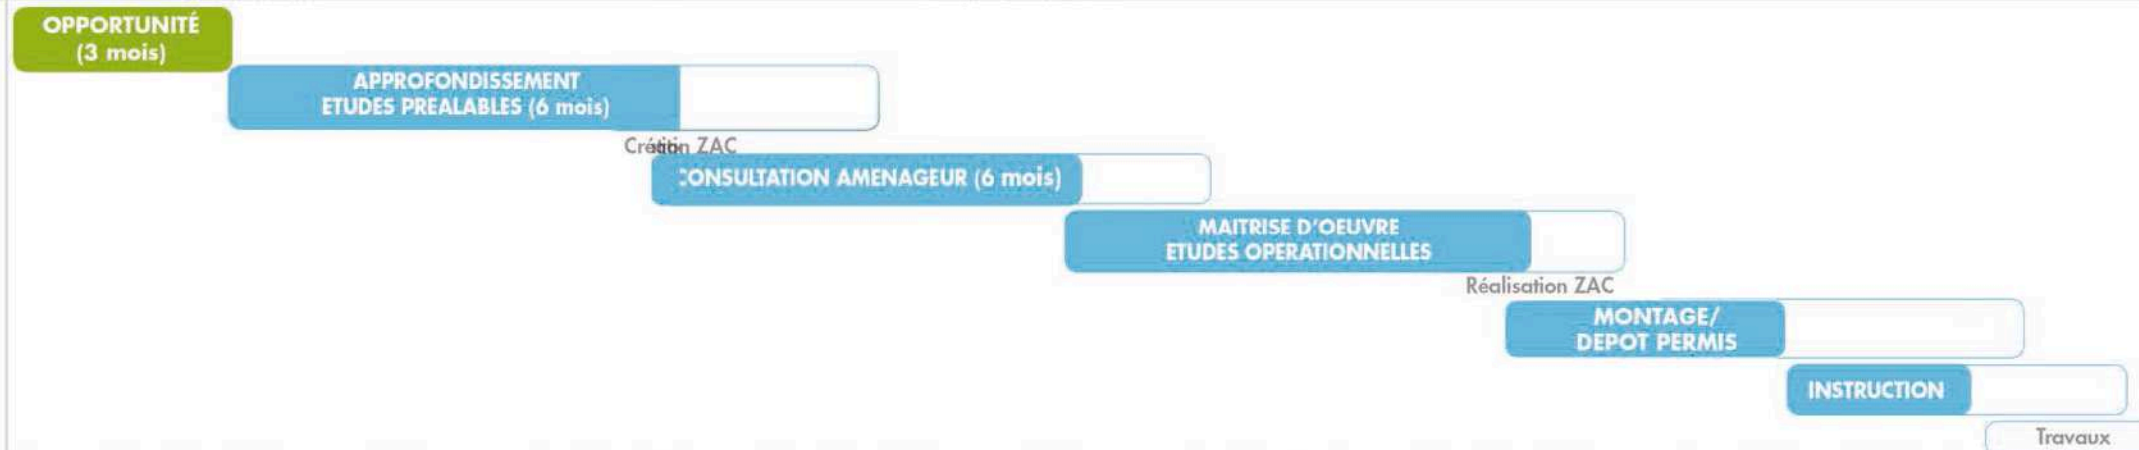 OPPORTUNITÉ
(3 mois)
APPROFONDISSEMENT
ETUDES PREALABLES (6 mois)
Création ZAC
CONSULTATION AMENAGEUR (6 mois)
MAITRISE D'OEUVRE
ETUDES OPERATIONNELLES
Réalisation ZAC
MONTAGE/
DEPOT PERMIS
INSTRUCTION
Travaux